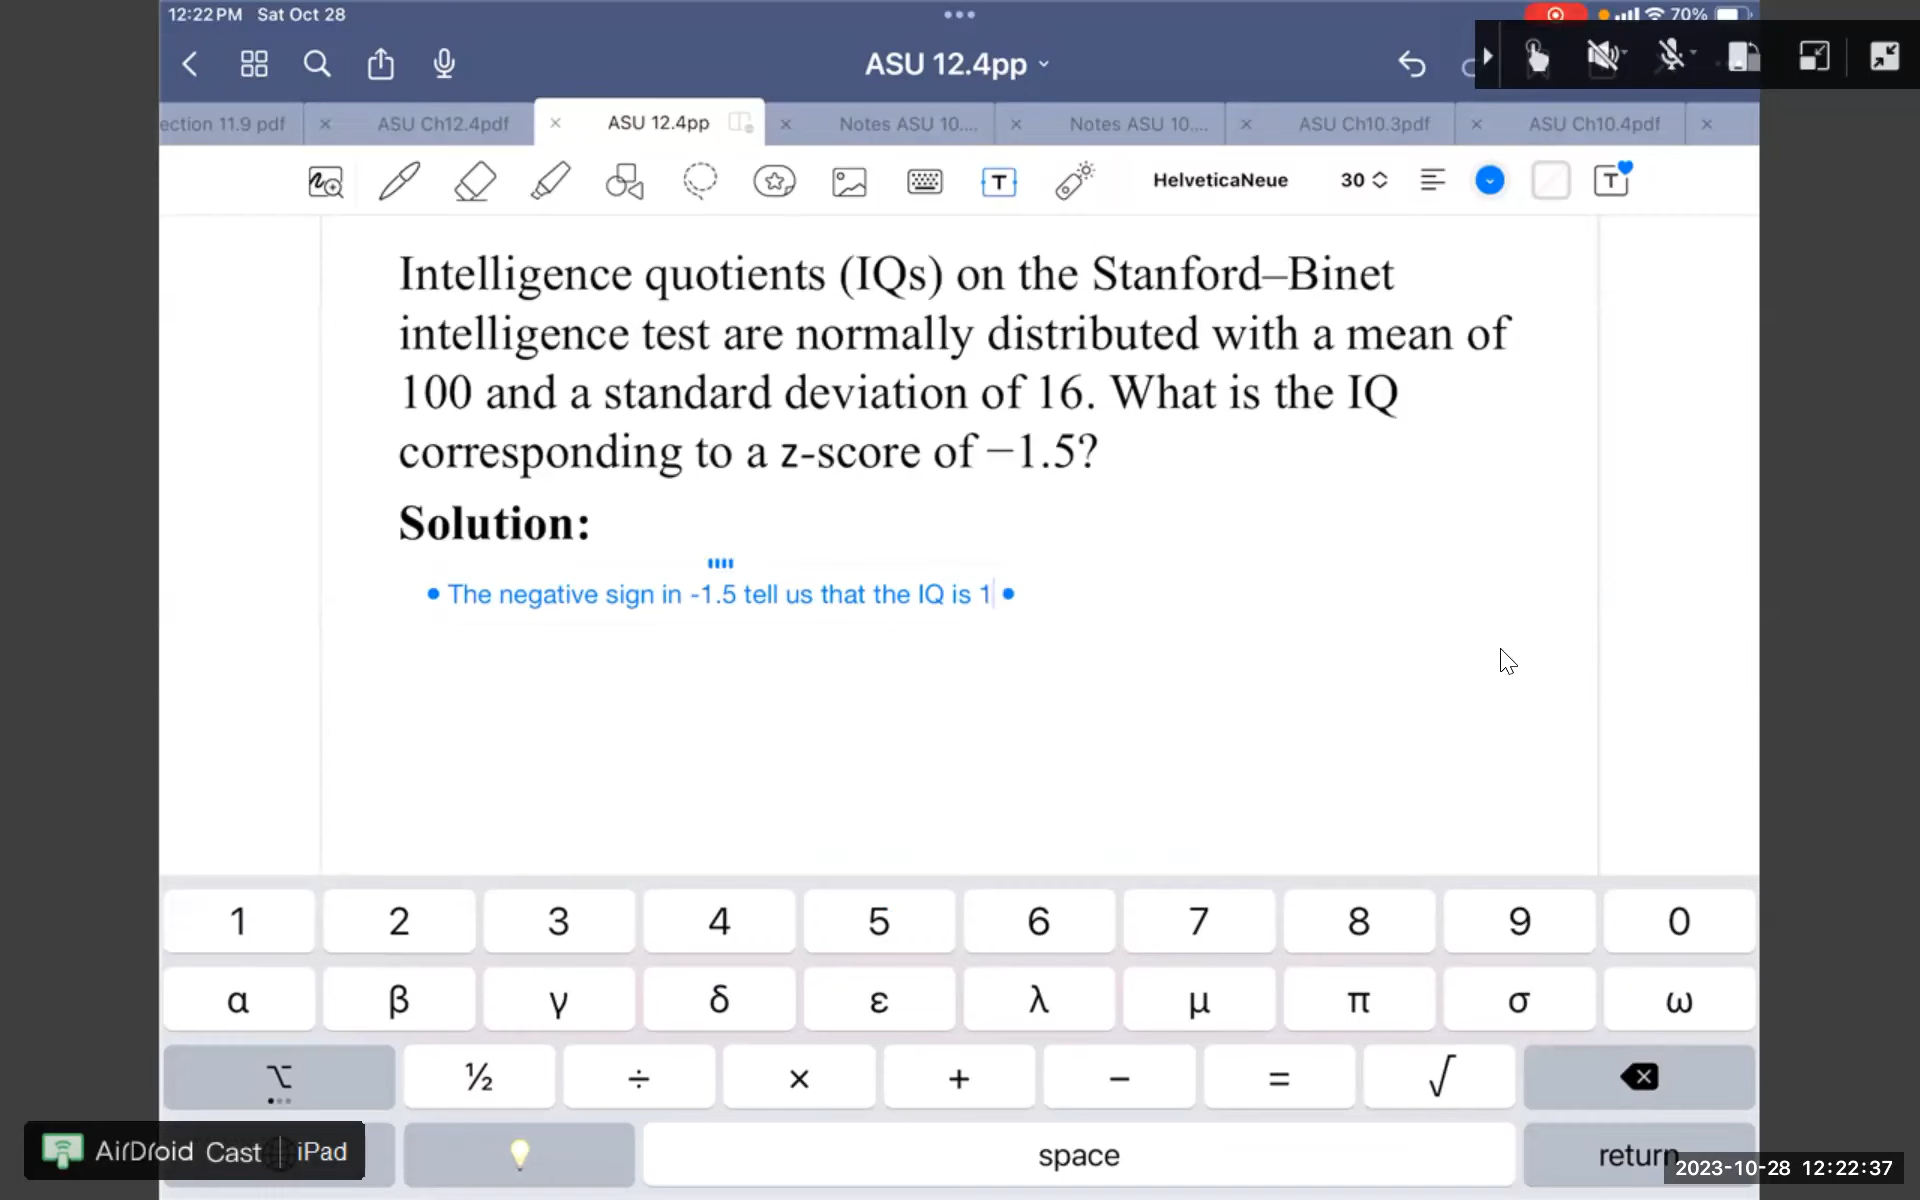 12:22 PM Sat Oct 28
70%
ASU 12.4pp
ection 11.9 pdf
ASU Ch12.4pdf
ASU 12.4pp
Notes ASU 10....
Notes ASU 10....
ASU Ch10.3pdf
ASU Ch10.4pdf
T
HelveticaNeue
30
T
Intelligence quotients (IQs) on the Stanford–Binet
intelligence test are normally distributed with a mean of
100 and a standard deviation of 16. What is the IQ
corresponding to a z-score of −1.5?
Solution:
The negative sign in -1.5 tell us that the IQ is 1
1 2 3 4 5 6 7 8 9 0
α β γ δ ε λ μ π σ ω
½ ÷ × + − = √
space
return
AirDroid Cast | iPad
2023-10-28 12:22:37